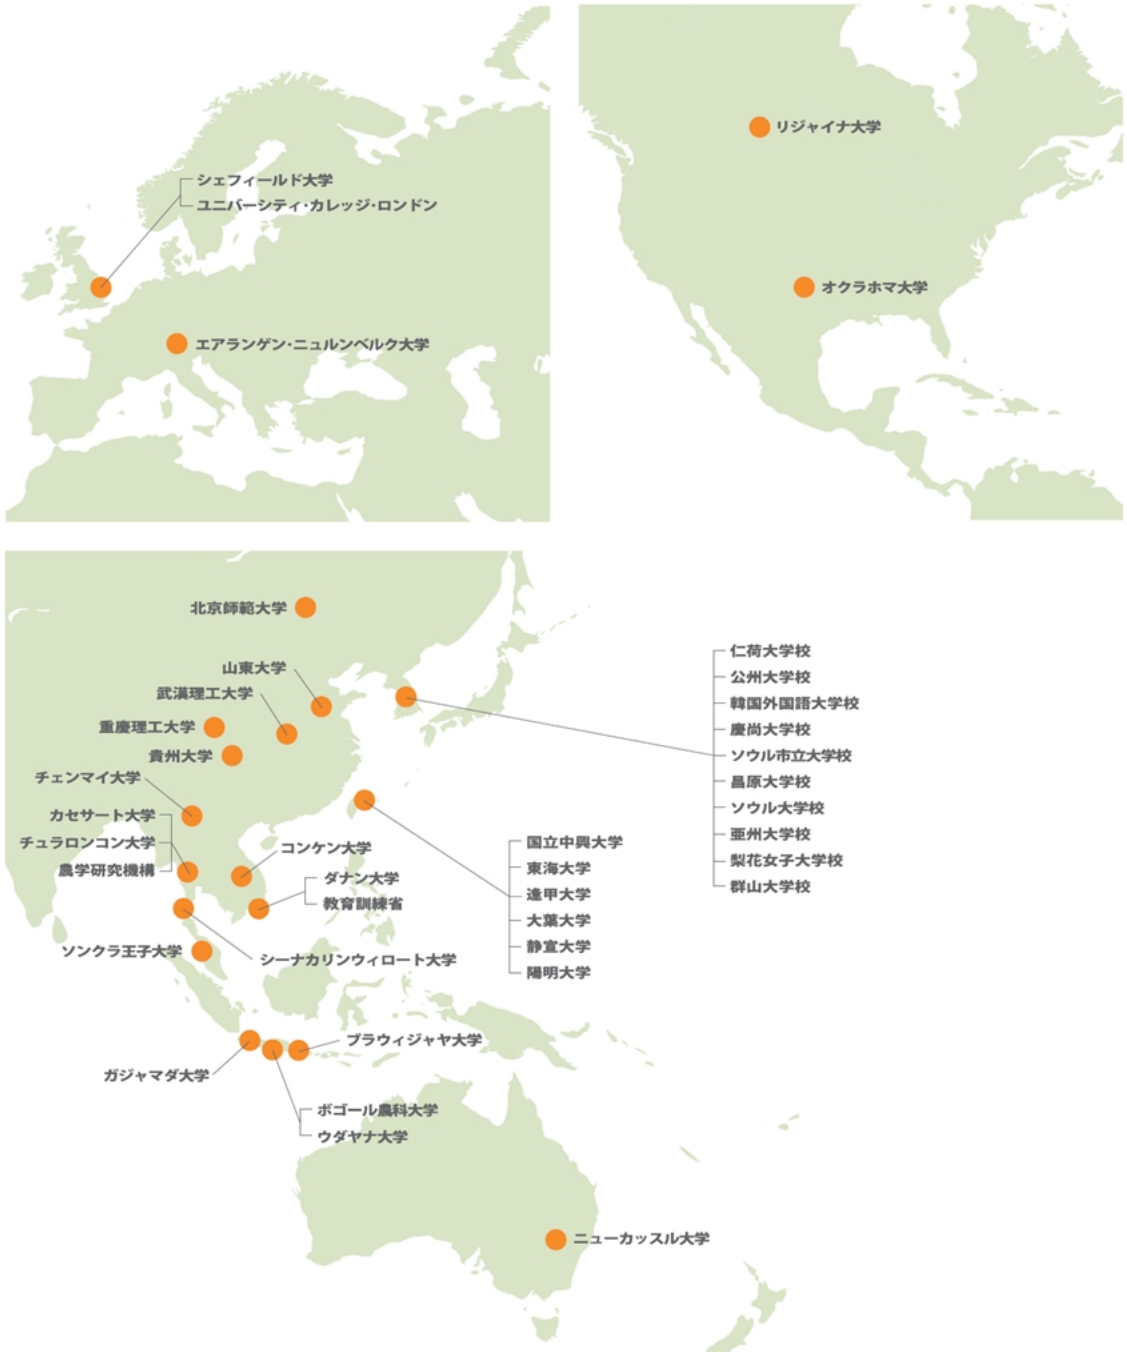 シェフィールド大学
ユニバーシティ・カレッジ・ロンドン
エアランゲン・ニュルンベルク大学
リジャイナ大学
オクラホマ大学
北京師範大学
山東大学
武漢理工大学
重慶理工大学
貴州大学
チェンマイ大学
カセサート大学
チュラロンコン大学
農学研究機構
コンケン大学
ダナン大学
教育訓練省
ソンクラ王子大学
シーナカリンウィロート大学
仁荷大学校
公州大学校
韓国外国語大学校
慶尚大学校
ソウル市立大学校
昌原大学校
ソウル大学校
亜州大学校
梨花女子大学校
群山大学校
国立中興大学
東海大学
逢甲大学
大葉大学
静宜大学
陽明大学
ブラウィジャヤ大学
ガジャマダ大学
ボゴール農科大学
ウダヤナ大学
ニューカッスル大学